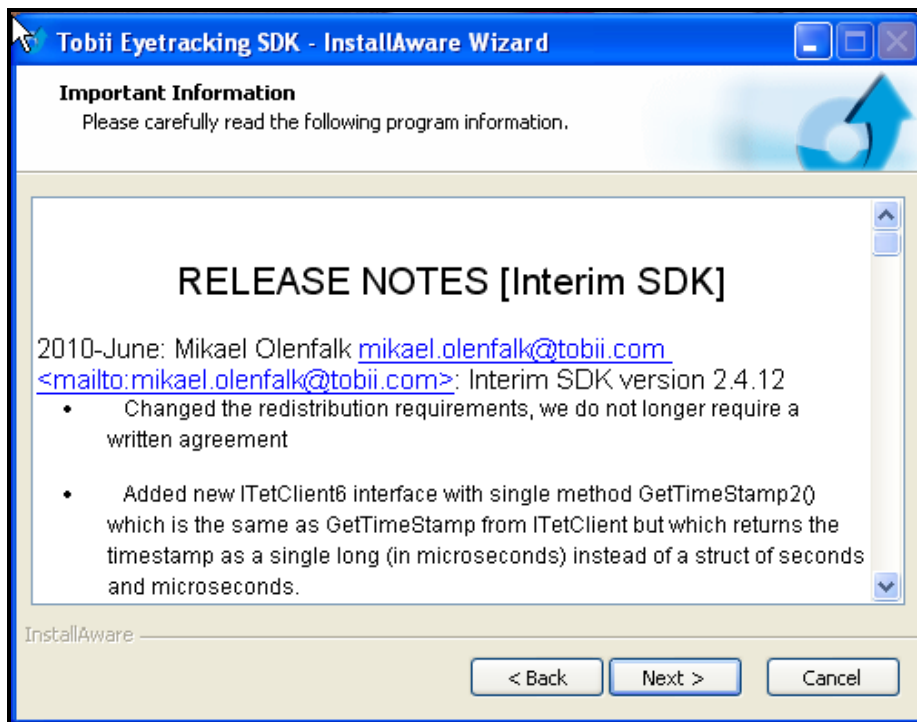 Tobii Eyetracking SDK - InstallAware Wizard
Important Information
Please carefully read the following program information.
RELEASE NOTES [Interim SDK]
2010-June: Mikael Olenfalk mikael.olenfalk@tobii.com
<mailto:mikael.olenfalk@tobii.com>: Interim SDK version 2.4.12
• Changed the redistribution requirements, we do not longer require a
written agreement
• Added new ITetClient6 interface with single method GetTimeStamp2()
which is the same as GetTimeStamp from ITetClient but which returns the
timestamp as a single long (in microseconds) instead of a struct of seconds
and microseconds.
InstallAware
< Back
Next >
Cancel